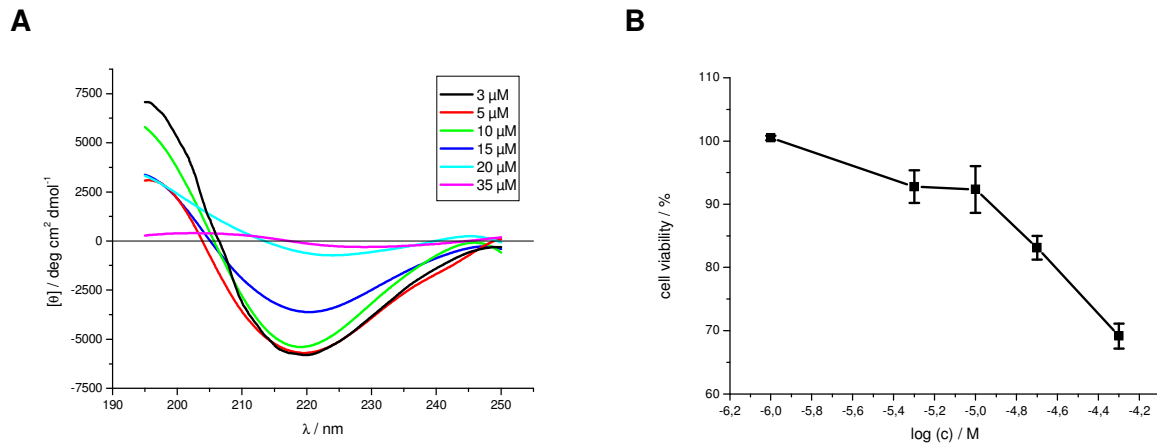 A
[θ] / deg cm² dmol⁻¹
7500
5000
2500
0
-2500
-5000
-7500
190 200 210 220 230 240 250
λ / nm
3 µM
5 µM
10 µM
15 µM
20 µM
35 µM
B
cell viability / %
110
100
90
80
70
60
-6,2 -6,0 -5,8 -5,6 -5,4 -5,2 -5,0 -4,8 -4,6 -4,4 -4,2
log (c) / M